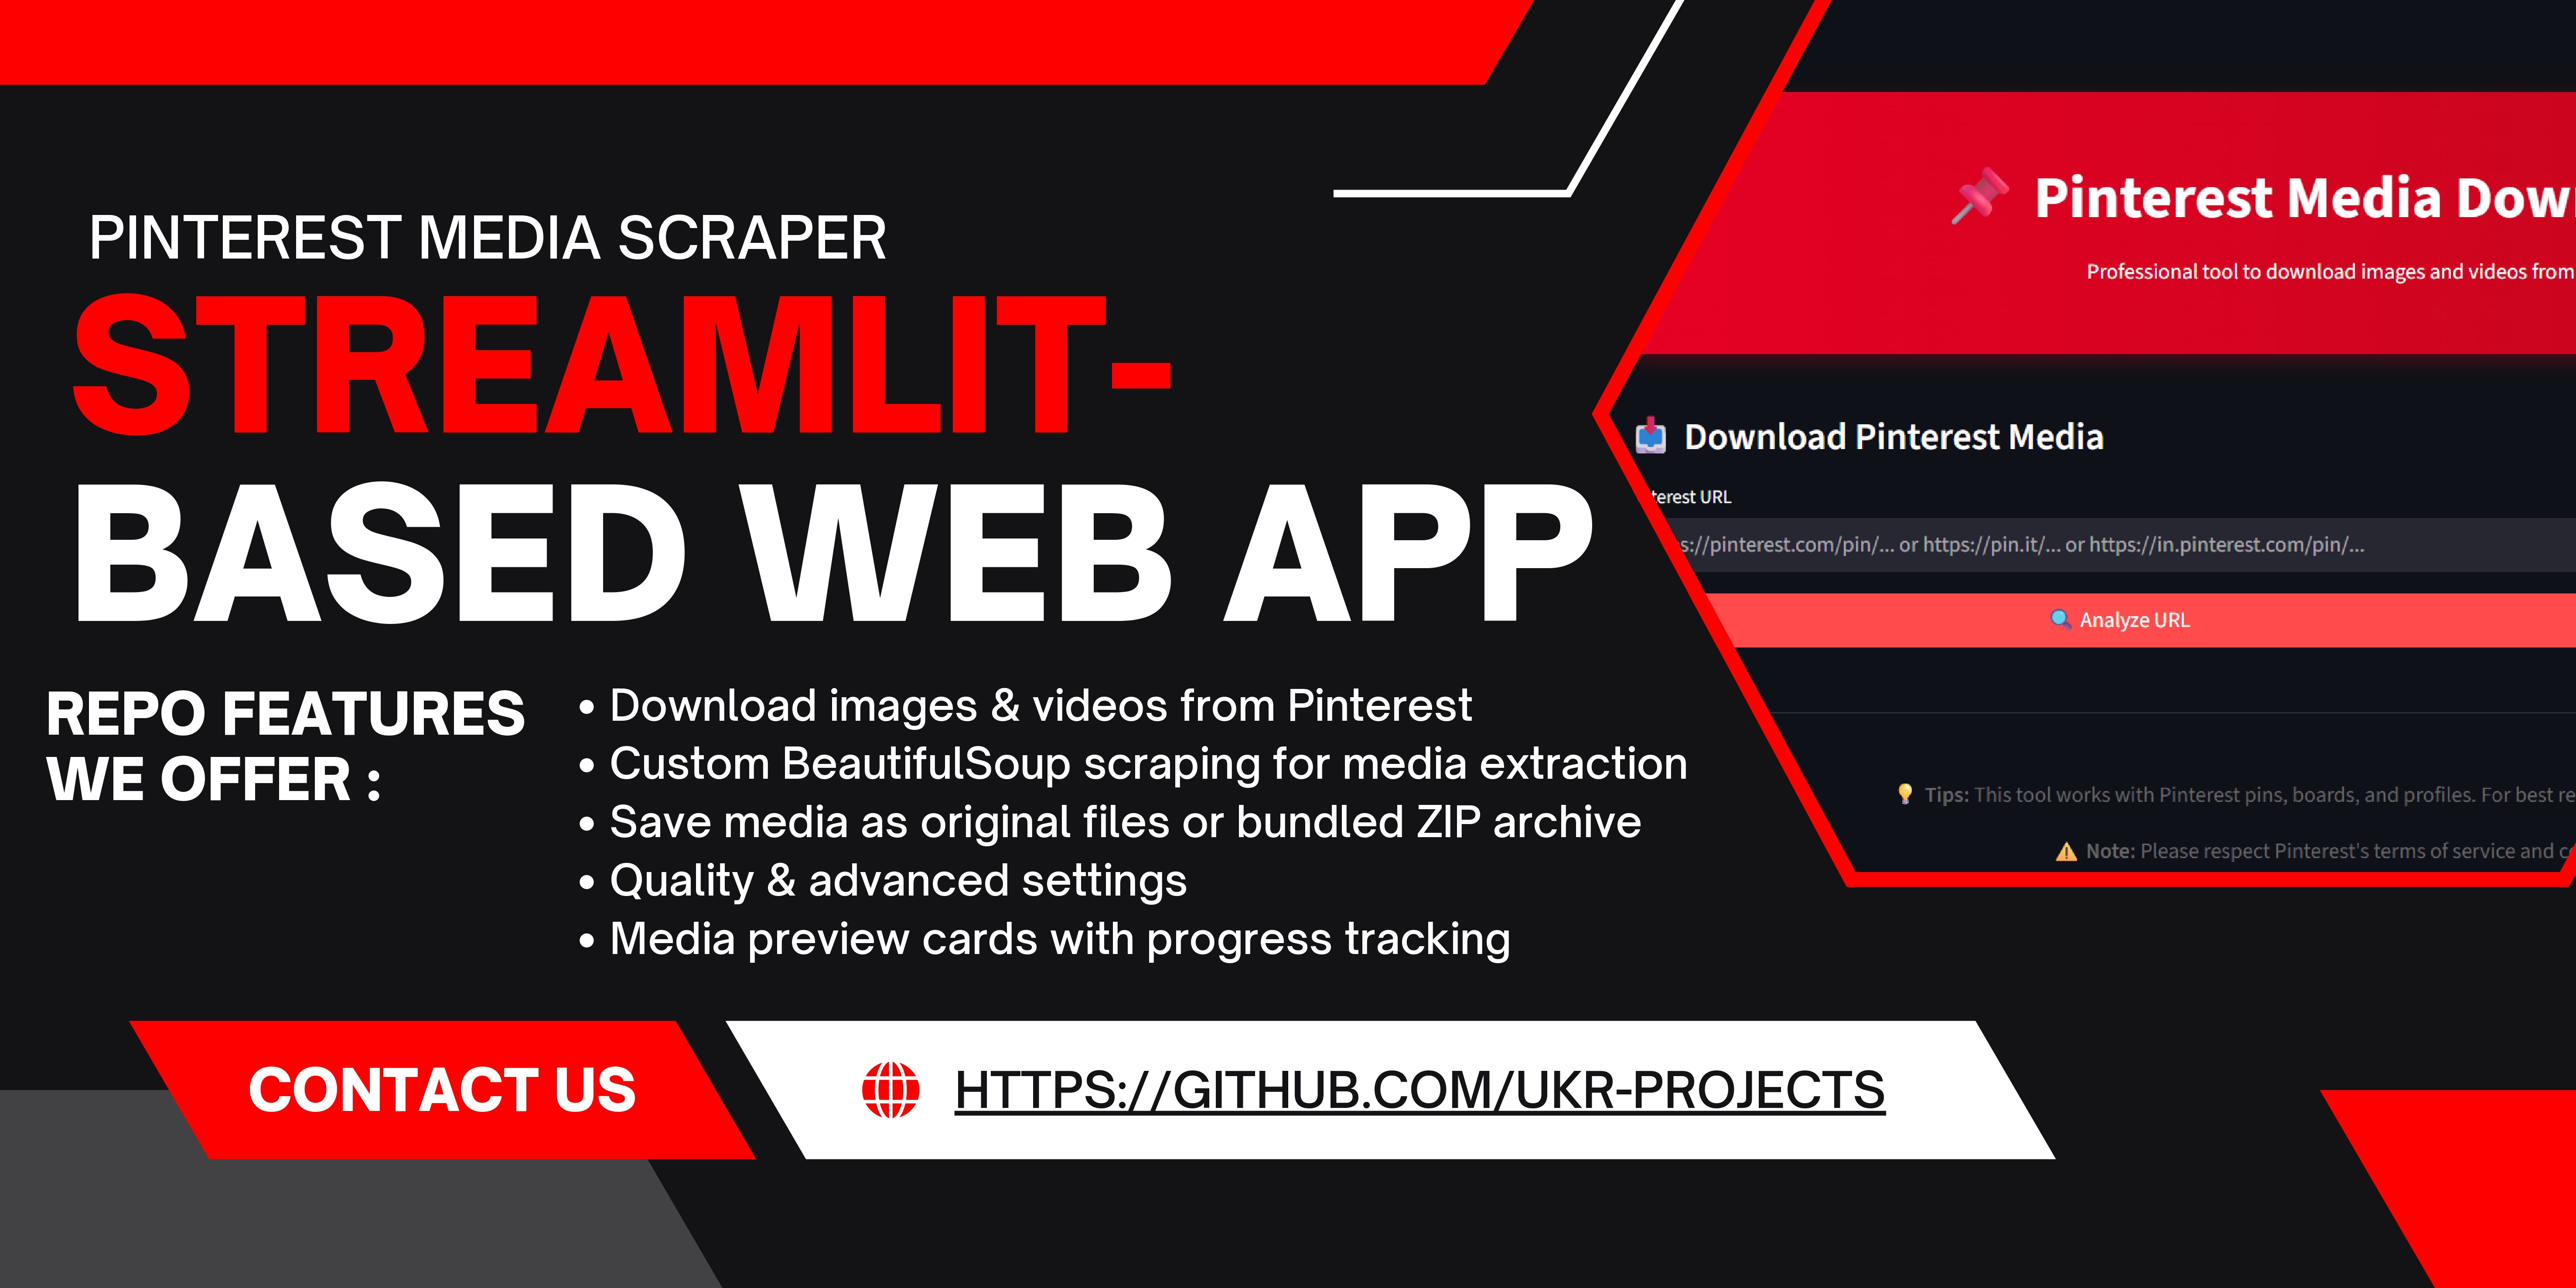 PINTEREST MEDIA SCRAPER
STREAMLIT-
BASED WEB APP
REPO FEATURES
WE OFFER :
• Download images & videos from Pinterest
• Custom BeautifulSoup scraping for media extraction
• Save media as original files or bundled ZIP archive
• Quality & advanced settings
• Media preview cards with progress tracking
CONTACT US
HTTPS://GITHUB.COM/UKR-PROJECTS
Pinterest Media
Professional tool to download images and videos from
Download Pinterest Media
URL
://pinterest.com/pin/... or https://pin.it/... or https://in.pinterest.com/pin/...
Analyze URL
Tips: This tool works with Pinterest pins, boards, and profiles. For best
Note: Please respect Pinterest's terms of service and